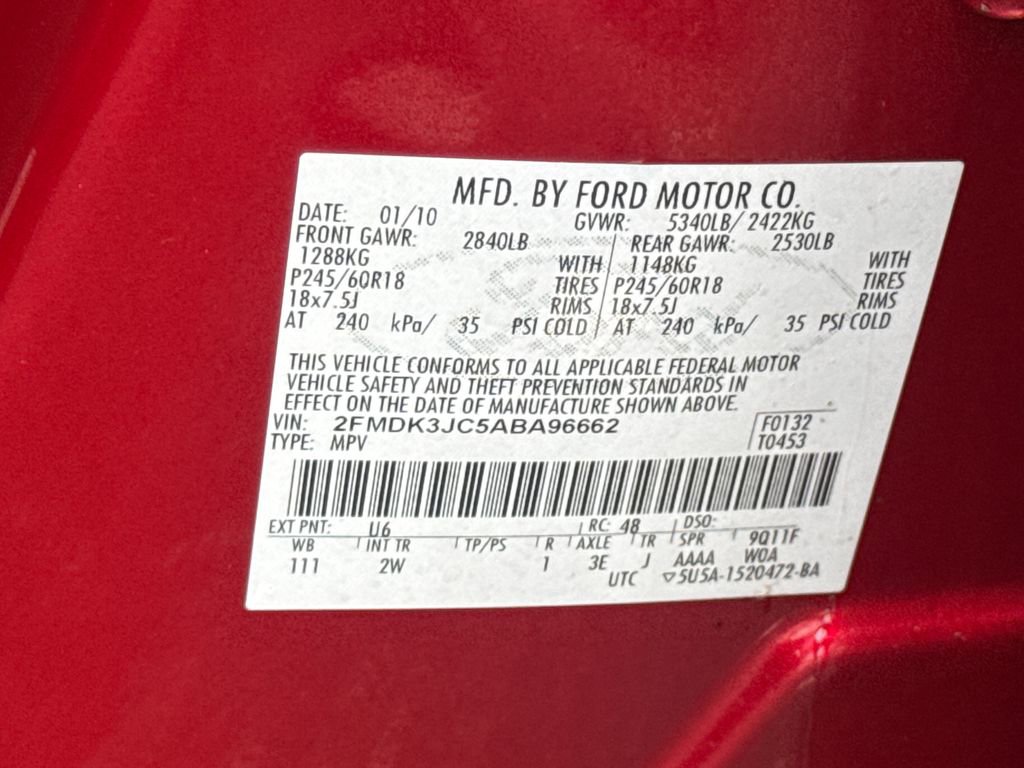 MFD. BY FORD MOTOR CO.
DATE: 01/10 GVWR: 5340LB/ 2422KG
FRONT GAWR: 2840LB REAR GAWR: 2530LB
1288KG WITH 1148KG WITH
P245/60R18 TIRES P245/60R18 TIRES
18x7.5J RIMS 18x7.5J RIMS
AT 240 kPa/ 35 PSI COLD AT 240 kPa/ 35 PSI COLD
THIS VEHICLE CONFORMS TO ALL APPLICABLE FEDERAL MOTOR
VEHICLE SAFETY AND THEFT PREVENTION STANDARDS IN
EFFECT ON THE DATE OF MANUFACTURE SHOWN ABOVE.
VIN: 2FMDK3JC5ABA96662 F0132
TYPE: MPV T0453
EXT PNT: U6 RC: 48 DSO:
WB INT TR TP/PS R AXLE TR SPR 9Q11F
111 2W 1 3E J AAAA W0A
UTC ▽5U5A-1520472-BA